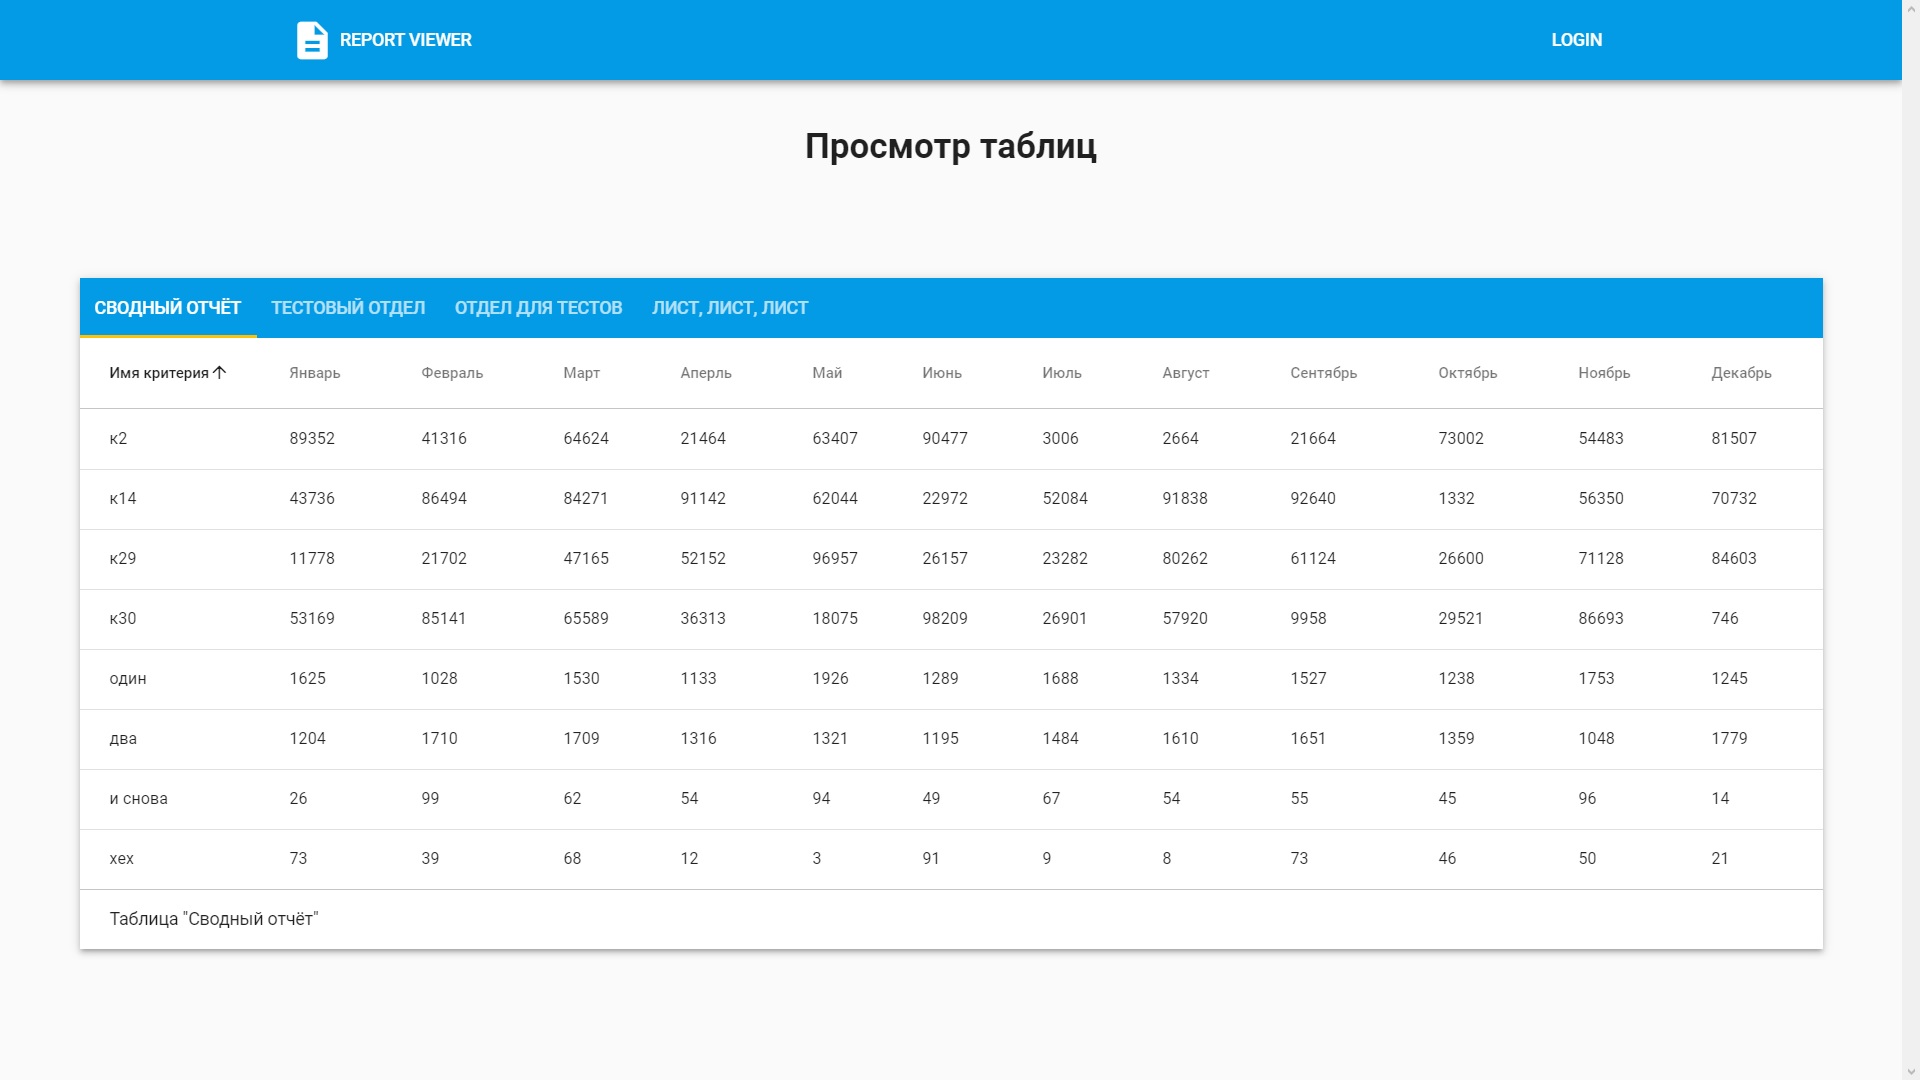 REPORT VIEWER LOGIN
Просмотр таблиц
СВОДНЫЙ ОТЧЁТ ТЕСТОВЫЙ ОТДЕЛ ОТДЕЛ ДЛЯ ТЕСТОВ ЛИСТ, ЛИСТ, ЛИСТ
Имя критерия Январь Февраль Март Аперль Май Июнь Июль Август Сентябрь Октябрь Ноябрь Декабрь
к2 89352 41316 64624 21464 63407 90477 3006 2664 21664 73002 54483 81507
к14 43736 86494 84271 91142 62044 22972 52084 91838 92640 1332 56350 70732
к29 11778 21702 47165 52152 96957 26157 23282 80262 61124 26600 71128 84603
к30 53169 85141 65589 36313 18075 98209 26901 57920 9958 29521 86693 746
один 1625 1028 1530 1133 1926 1289 1688 1334 1527 1238 1753 1245
два 1204 1710 1709 1316 1321 1195 1484 1610 1651 1359 1048 1779
и снова 26 99 62 54 94 49 67 54 55 45 96 14
хех 73 39 68 12 3 91 9 8 73 46 50 21
Таблица "Сводный отчёт"